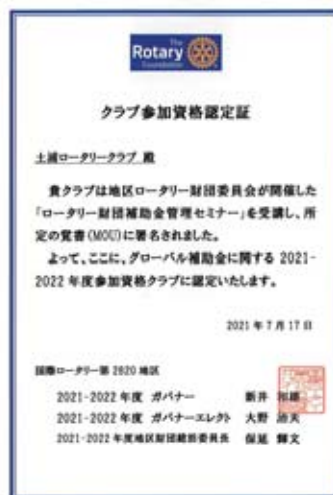 The
Rotary
Foundation
クラブ参加資格認定証
土浦ロータリークラブ 殿
貴クラブは地区ロータリー財団委員会が開催した
「ロータリー財団補助金管理セミナー」を受講し、所
定の覚書(MOU)に署名されました。
よって、ここに、グローバル補助金に関する 2021-
2022 年度参加資格クラブに認定いたします。
2021 年 7 月 17 日
国際ロータリー第 2820 地区
2021-2022 年度 ガバナー 新井 和雄
2021-2022 年度 ガバナーエレクト 大野 治夫
2021-2022 年度地区財団総括委員長 保延 輝文